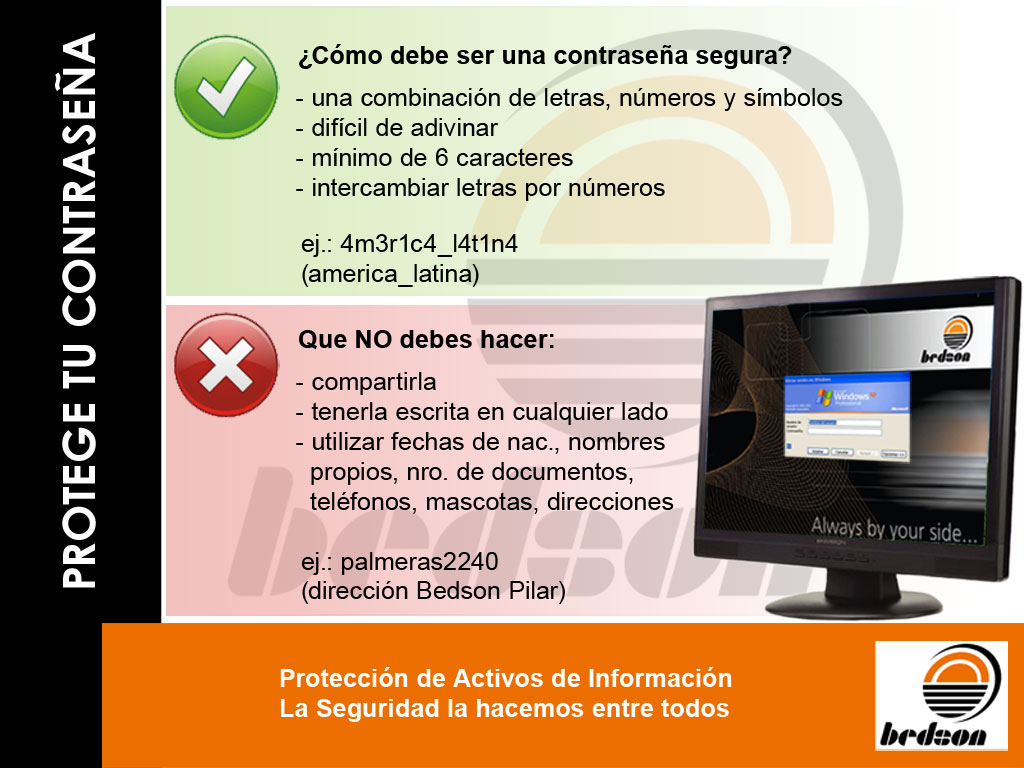 PROTEGE TU CONTRASEÑA
¿Cómo debe ser una contraseña segura?
- una combinación de letras, números y símbolos
- difícil de adivinar
- mínimo de 6 caracteres
- intercambiar letras por números
ej.: 4m3r1c4_l4t1n4
(america_latina)
Que NO debes hacer:
- compartirla
- tenerla escrita en cualquier lado
- utilizar fechas de nac., nombres
propios, nro. de documentos,
teléfonos, mascotas, direcciones
ej.: palmeras2240
(dirección Bedson Pilar)
bedson
bedson
Windows xp
Professional
Microsoft
Always by your side...
Protección de Activos de Información
La Seguridad la hacemos entre todos
bedson